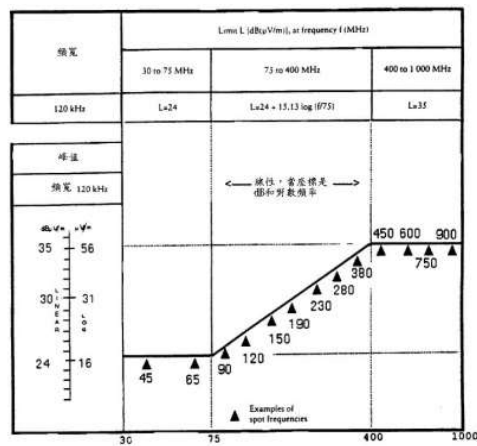 頻寬
Limit L [dB(μV/m)], at frequency f (MHz)
30 to 75 MHz
75 to 400 MHz
400 to 1 000 MHz
120 kHz
L=24
L=24 + 15,13 log (f/75)
L=35
峰值
頻寬 120 kHz
線性,當座標是
dB和對數頻率
dBμV/m
μV/m
35
56
30
31
24
16
LINEAR
LOG
45
65
90
120
150
190
230
280
380
450
600
750
900
Examples of
spot frequencies
30
75
400
1000